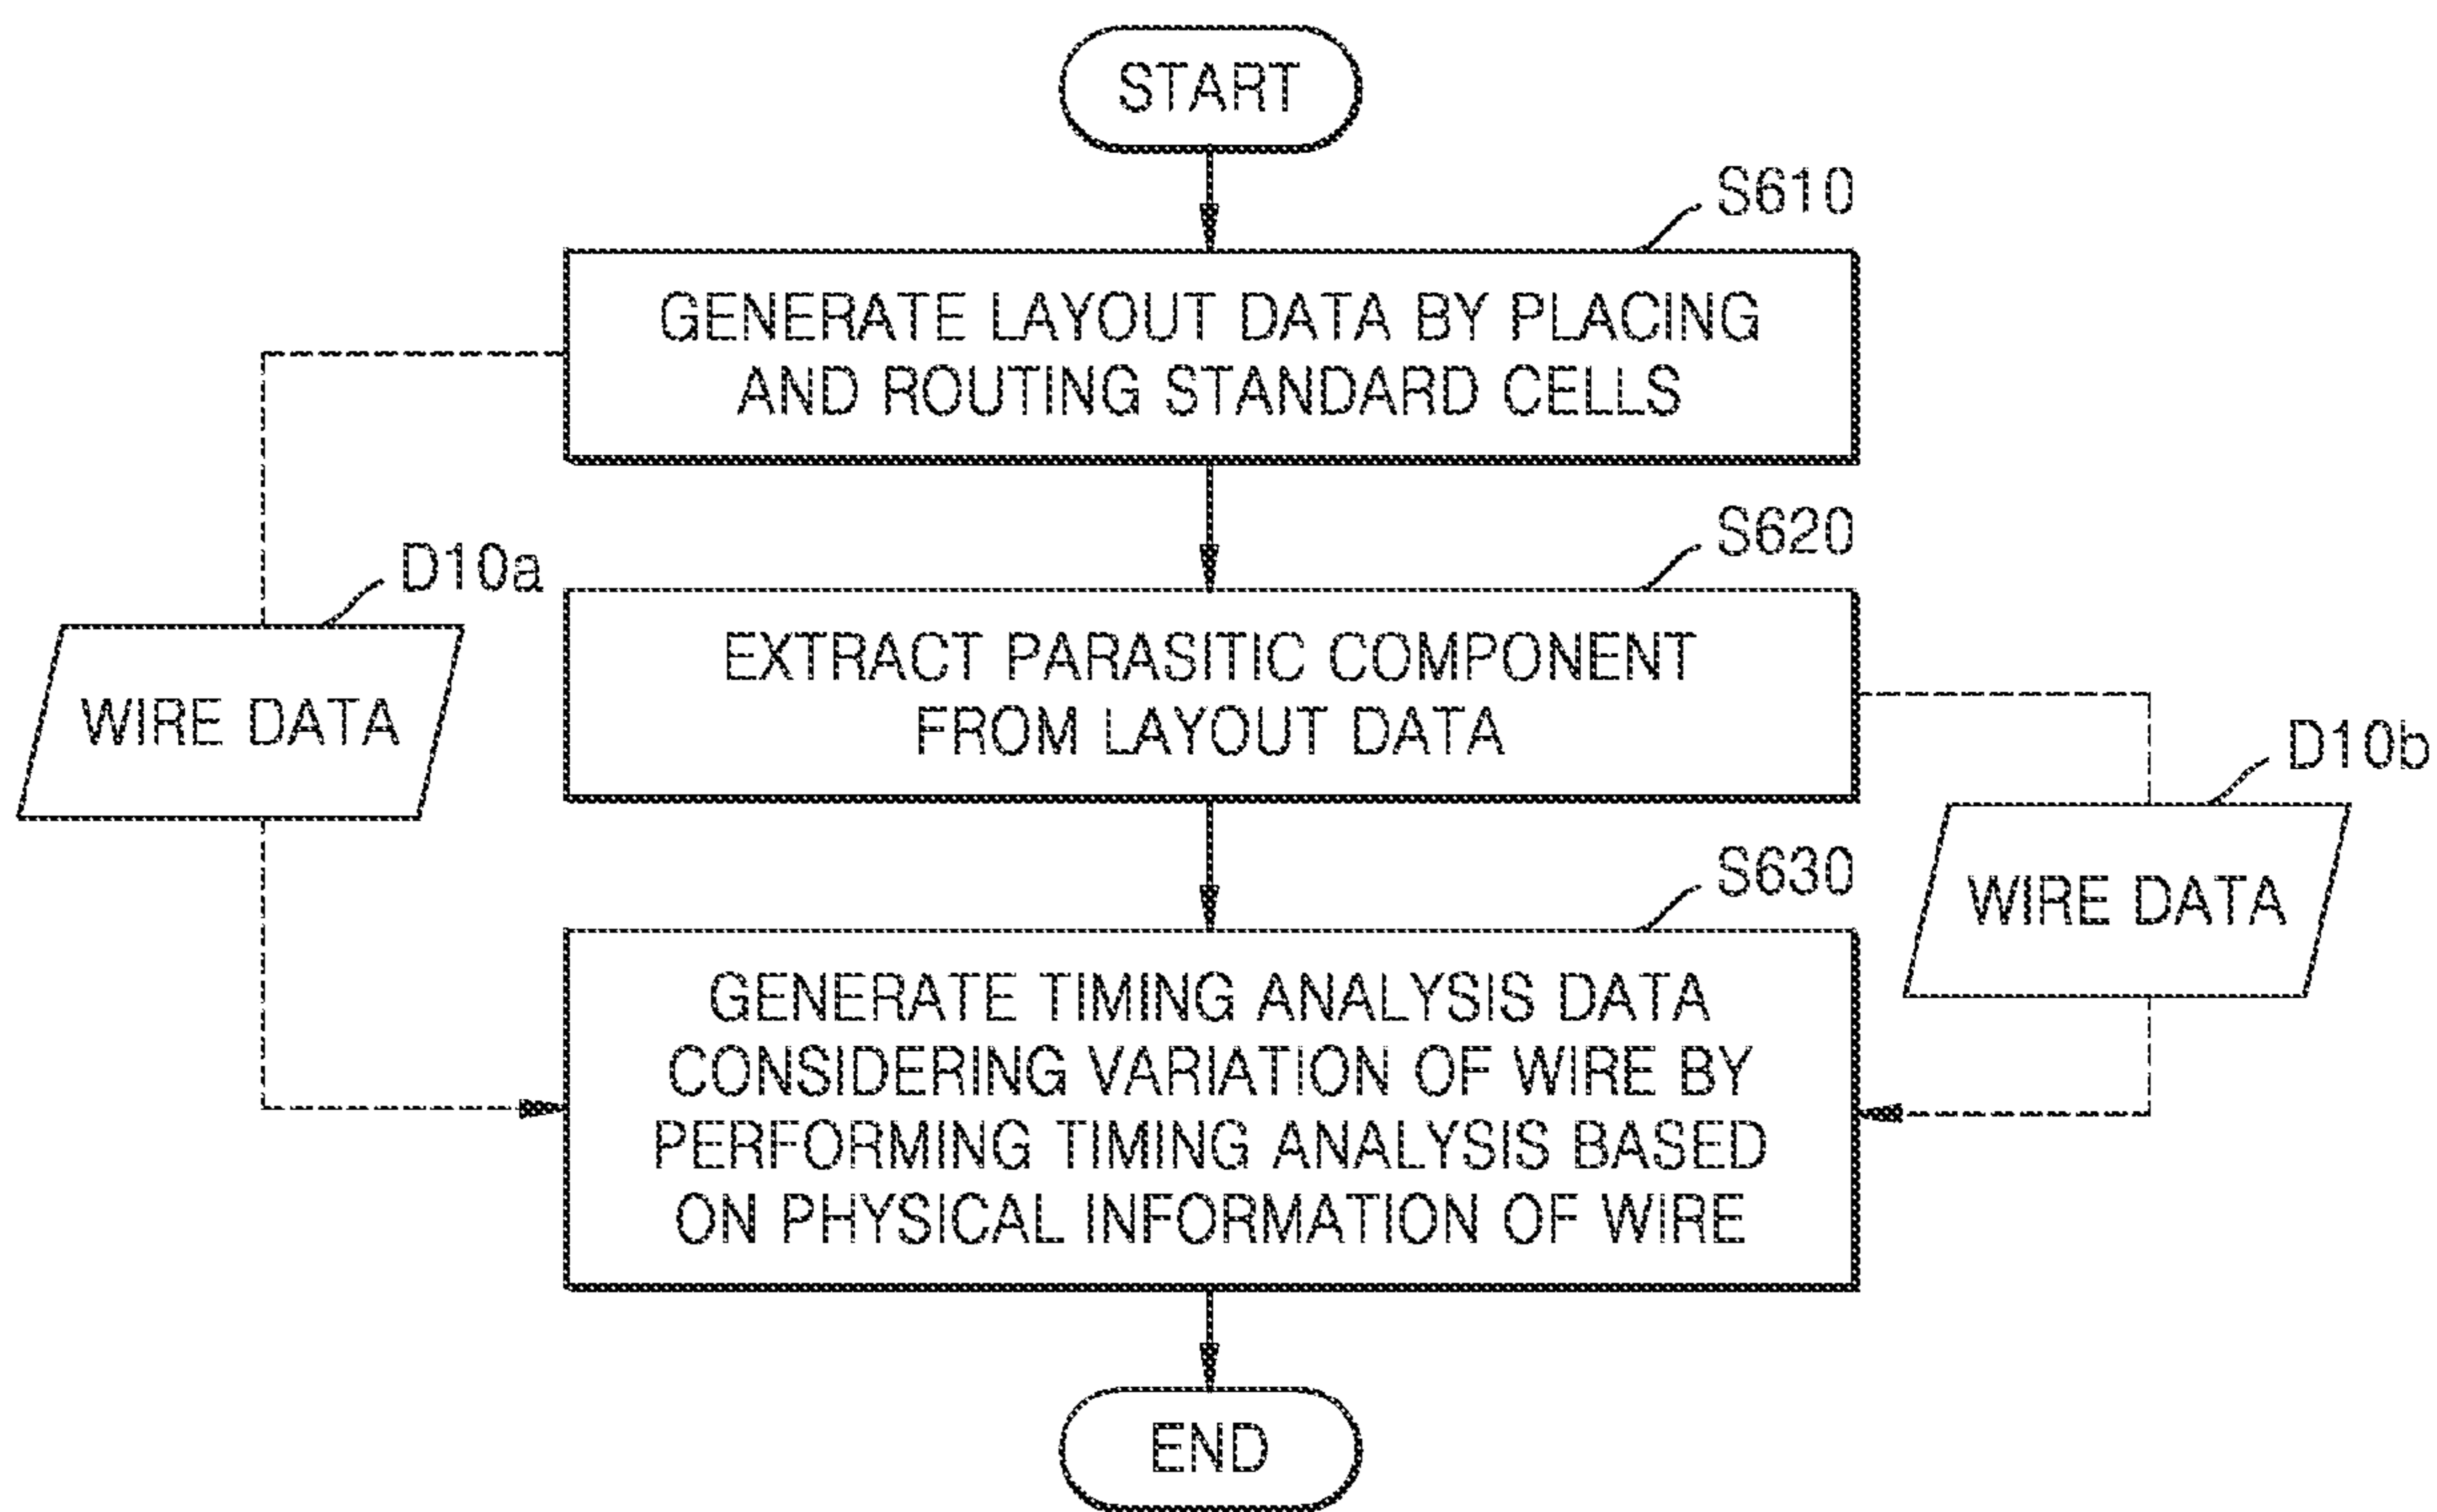 START
S610
GENERATE LAYOUT DATA BY PLACING
AND ROUTING STANDARD CELLS
S620
D10a
EXTRACT PARASITIC COMPONENT
FROM LAYOUT DATA
WIRE DATA
D10b
S630
WIRE DATA
GENERATE TIMING ANALYSIS DATA
CONSIDERING VARIATION OF WIRE BY
PERFORMING TIMING ANALYSIS BASED
ON PHYSICAL INFORMATION OF WIRE
END